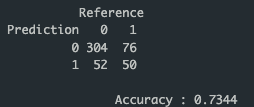 Reference
Prediction 0 1
0 304 76
1 52 50
Accuracy : 0.7344